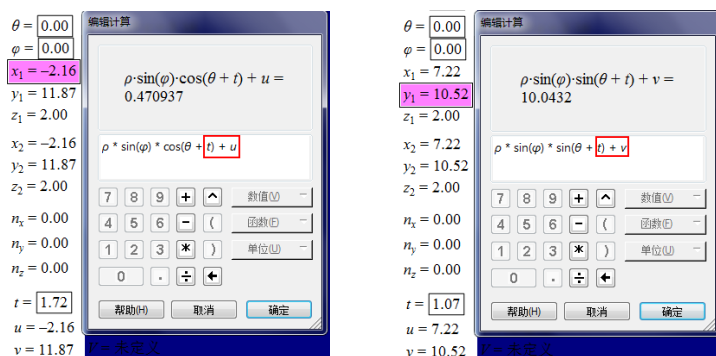 θ = 0.00
φ = 0.00
x₁ = −2.16
y₁ = 11.87
z₁ = 2.00
x₂ = −2.16
y₂ = 11.87
z₂ = 2.00
nₓ = 0.00
n_y = 0.00
n_z = 0.00
t = 1.72
u = −2.16
v = 11.87
编辑计算
ρ·sin(φ)·cos(θ + t) + u =
0.470937
ρ * sin(φ) * cos(θ + t) + u
7 8 9 + ^ 数值(V)
4 5 6 − ( 函数(F)
1 2 3 * ) 单位(U)
0 . ÷
帮助(H) 取消 确定
θ = 0.00
φ = 0.00
x₁ = 7.22
y₁ = 10.52
z₁ = 2.00
x₂ = 7.22
y₂ = 10.52
z₂ = 2.00
nₓ = 0.00
n_y = 0.00
n_z = 0.00
t = 1.07
u = 7.22
v = 10.52
编辑计算
ρ·sin(φ)·sin(θ + t) + v =
10.0432
ρ * sin(φ) * sin(θ + t) + v
7 8 9 + ^ 数值(V)
4 5 6 − ( 函数(F)
1 2 3 * ) 单位(U)
0 . ÷
帮助(H) 取消 确定